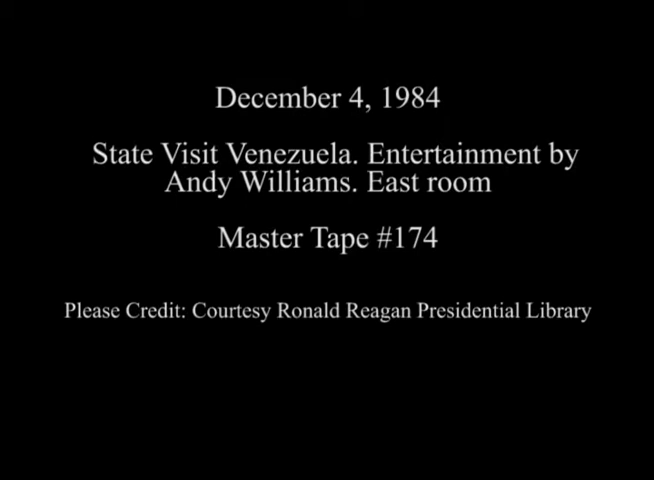 December 4, 1984
State Visit Venezuela. Entertainment by
Andy Williams. East room
Master Tape #174
Please Credit: Courtesy Ronald Reagan Presidential Library